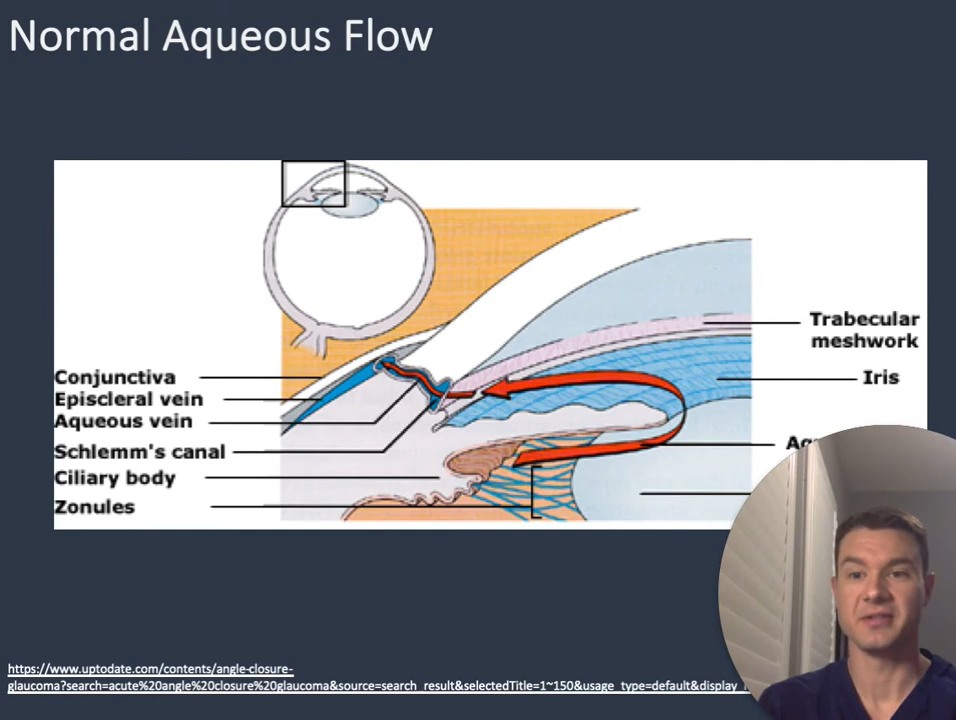 Normal Aqueous Flow
Trabecular
meshwork
Conjunctiva
Iris
Episcleral vein
Aqueous vein
Schlemm's canal
Ciliary body
Zonules
https://www.uptodate.com/contents/angle-closure-
glaucoma?search=acute%20angle%20closure%20glaucoma&source=search_result&selectedTitle=1~150&usage_type=default&display_